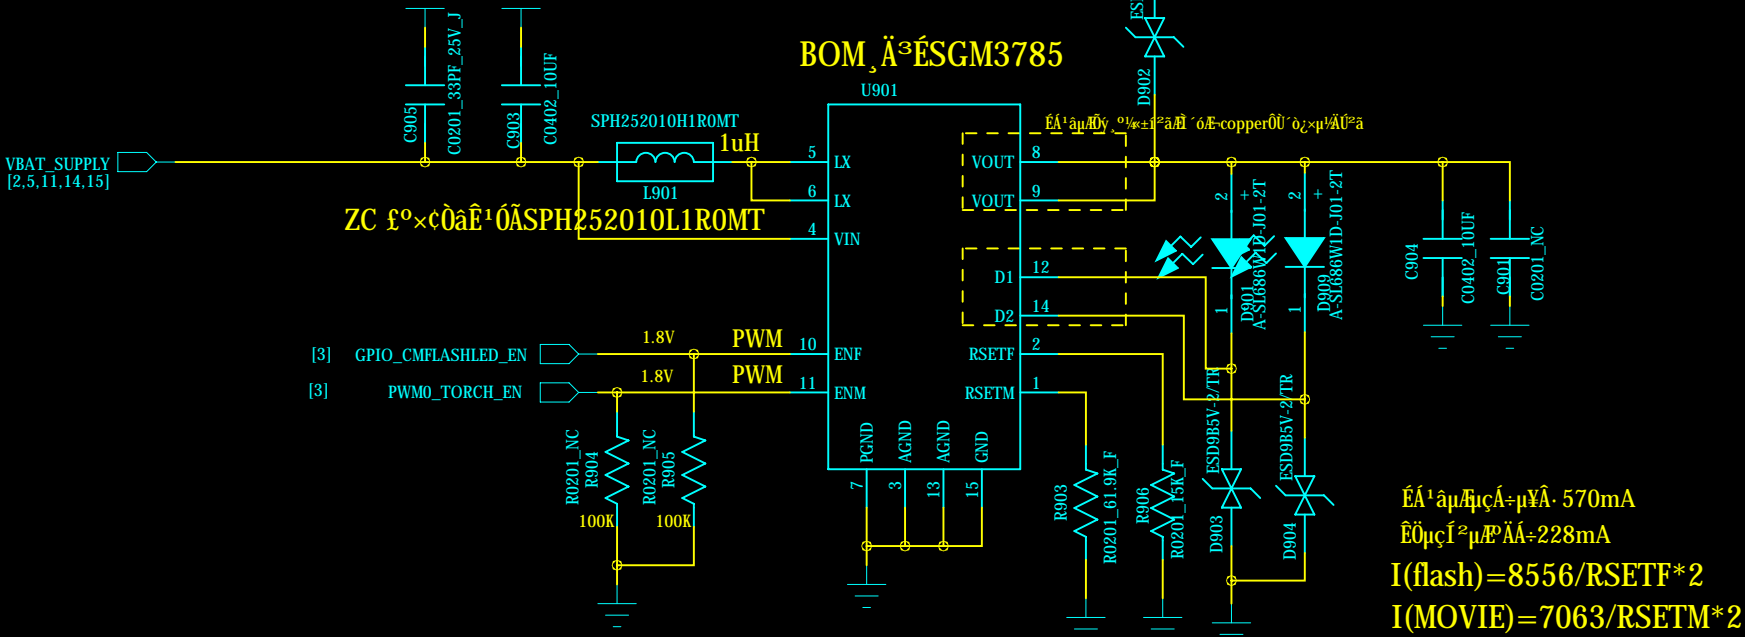 C905
C0201_33PF_25V_J
C903
C0402_10UF
BOM¸Ä³ÉSGM3785
U901
D902
SPH252010H1R0MT
1uH
L901
VBAT_SUPPLY
[2,5,11,14,15]
ZC £º×¢ÒâÊ¹ÓÃSPH252010L1R0MT
5
LX
6
LX
4
VIN
VOUT
8
VOUT
9
D1
12
D2
14
RSETF
2
RSETM
1
[3]
GPIO_CMFLASHLED_EN
1.8V
PWM
10
ENF
[3]
PWM0_TORCH_EN
1.8V
PWM
11
ENM
R0201_NC
R904
100K
R0201_NC
R905
100K
PGND
AGND
AGND
GND
7
3
13
15
R903
R0201_61.9K_F
R906
R0201_15K_F
2
+
1
D901
A-SL686W1D-J01-2T
2
+
1
D909
A-SL686W1D-J01-2T
ESD9B5V-2/TR
D903
ESD9B5V-2/TR
D904
C904
C0402_10UF
C901
C0201_NC
570mA
228mA
I(flash)=8556/RSETF*2
I(MOVIE)=7063/RSETM*2